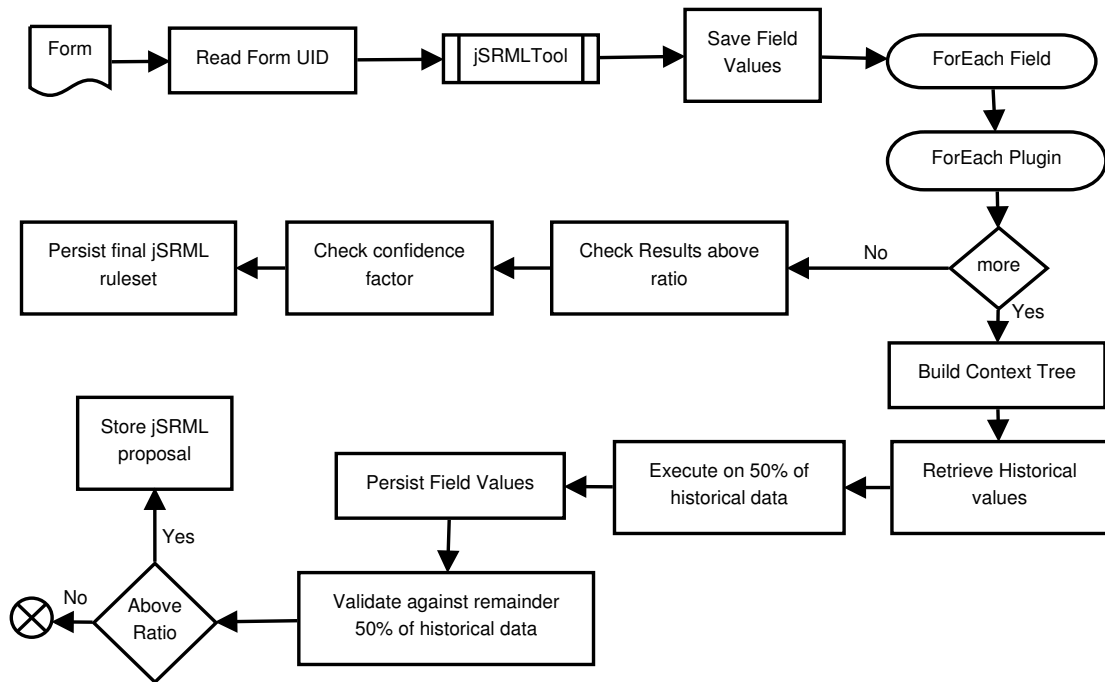 Form
Read Form UID
jSRMLTool
Save Field
Values
ForEach Field
ForEach Plugin
more
No
Check Results above
ratio
Check confidence
factor
Persist final jSRML
ruleset
Yes
Build Context Tree
Retrieve Historical
values
Execute on 50% of
historical data
Persist Field Values
Validate against remainder
50% of historical data
Above
Ratio
Yes
Store jSRML
proposal
No